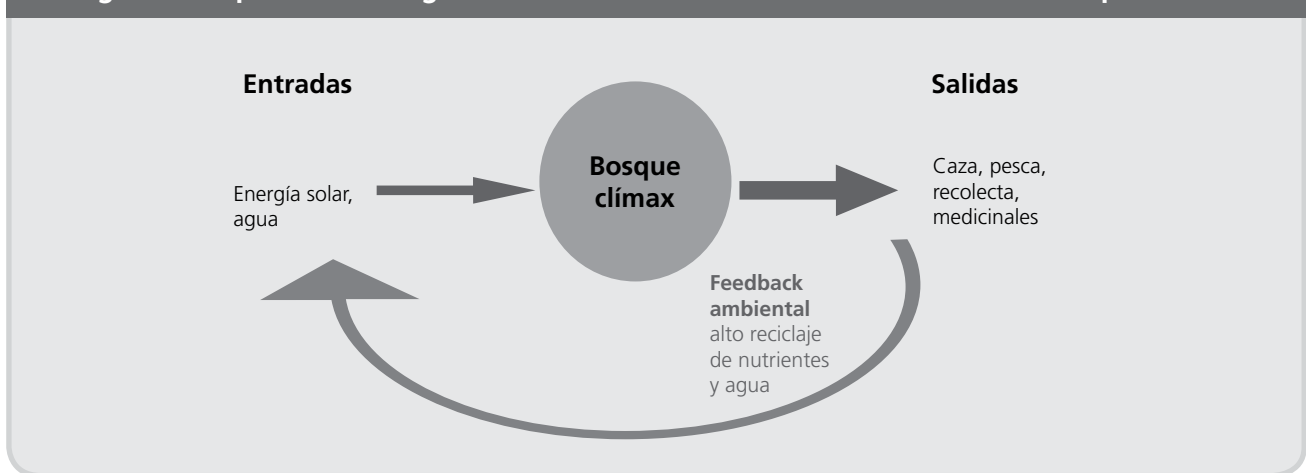 Entradas
Salidas
Energía solar,
agua
Bosque
clímax
Caza, pesca,
recolecta,
medicinales
Feedback
ambiental
alto reciclaje
de nutrientes
y agua